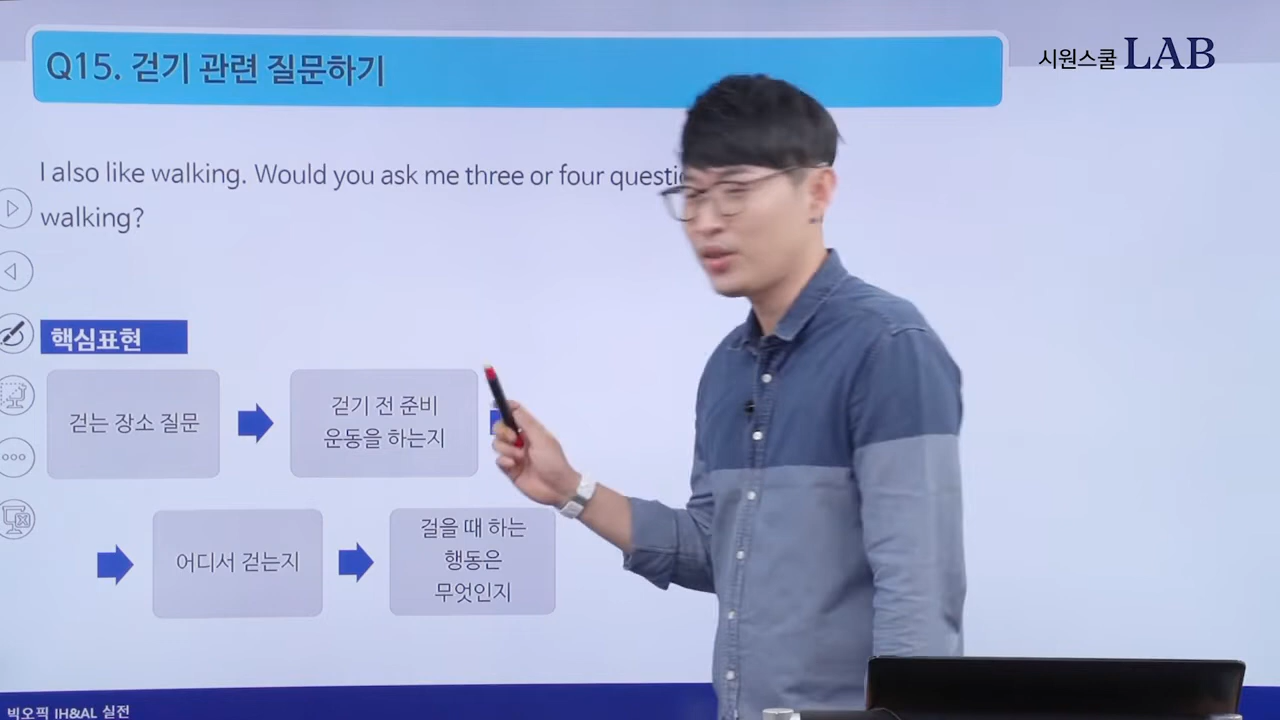 Q15. 걷기 관련 질문하기
시원스쿨 LAB
I also like walking. Would you ask me three or four
walking?
핵심표현
걷는 장소 질문
걷기 전 준비
운동을 하는지
어디서 걷는지
걸을 때 하는
행동은
무엇인지
빅오픽 IH&AL 실전